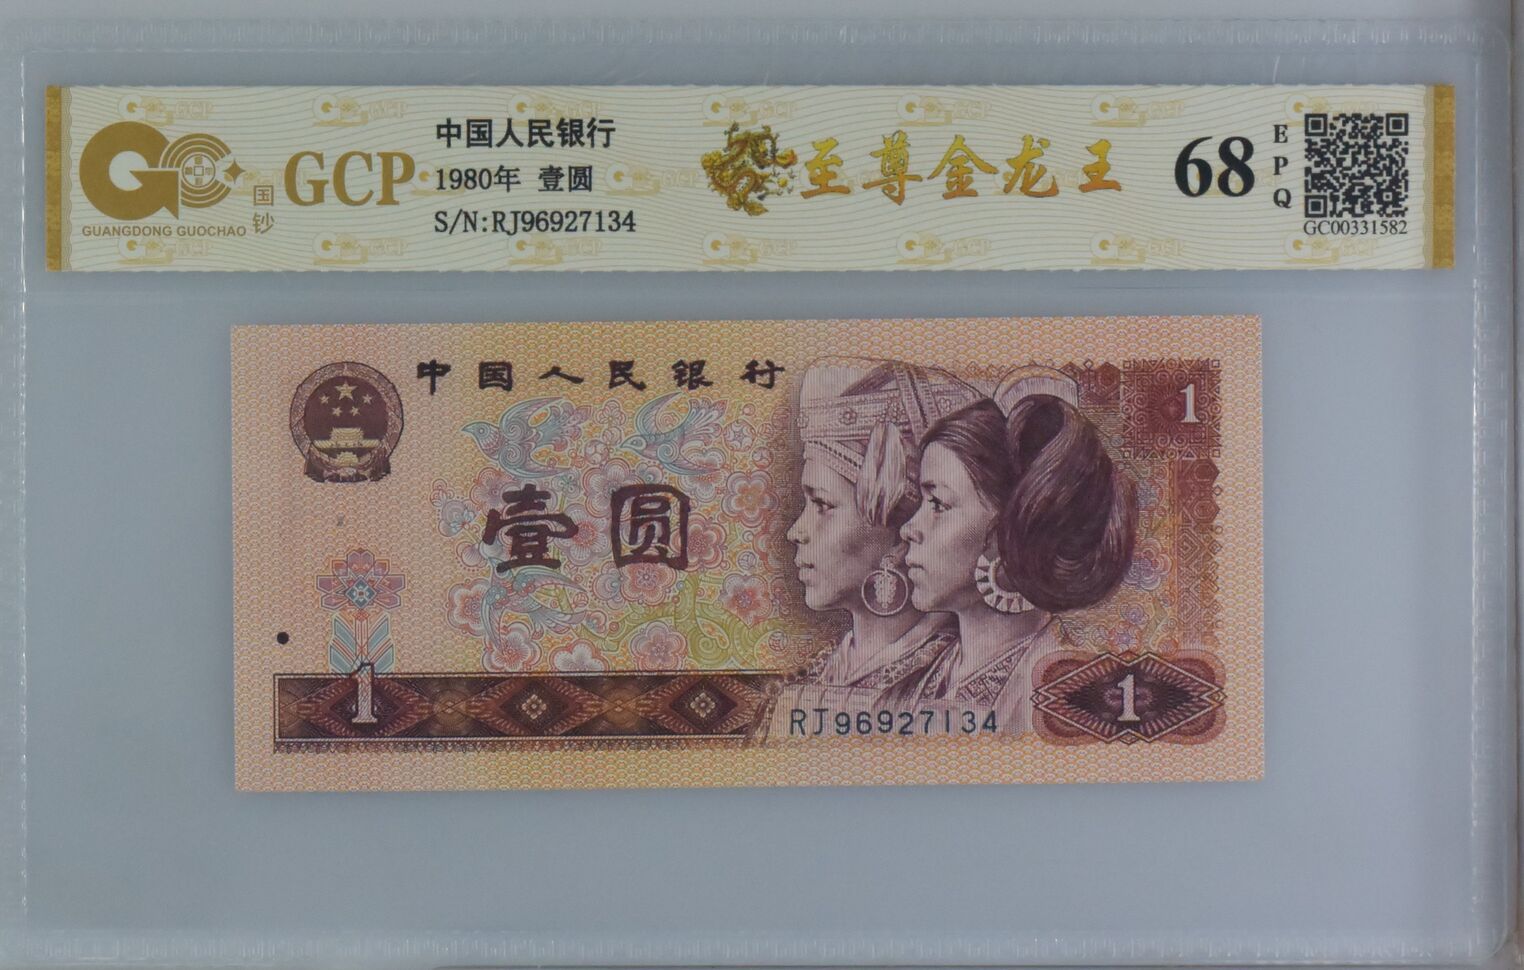 中国人民银行
1980年 壹圆
S/N:RJ96927134
GCP
国钞
GUANGDONG GUOCHAO
至尊金龙王
68
EPQ
GC00331582
中国人民银行
1
壹圆
1
RJ96927134
1